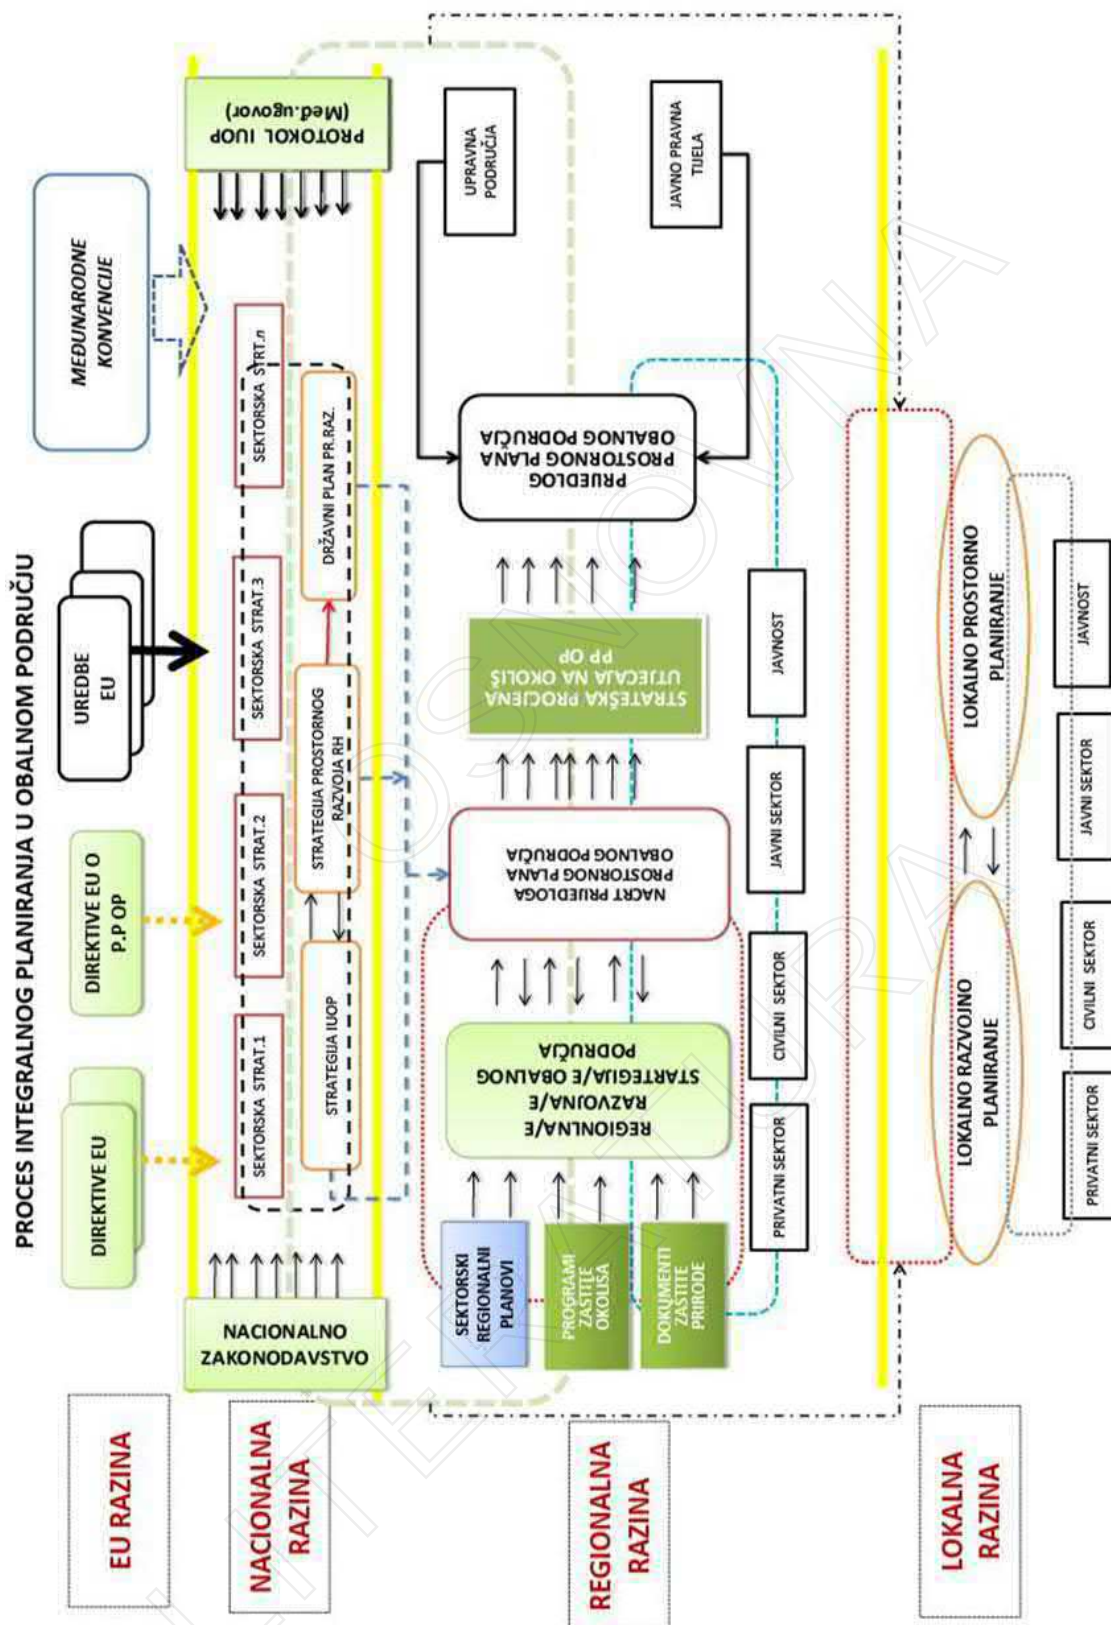 PROCES INTEGRALNOG PLANIRANJA U OBALNOM PODRUČJU
EU RAZINA
DIREKTIVE EU
DIREKTIVE EU O
P.P OP
UREDBE
EU
MEĐUNARODNE
KONVENCIJE
NACIONALNA
RAZINA
NACIONALNO
ZAKONODAVSTVO
SEKTORSKA STRAT.1
SEKTORSKA STRAT.2
SEKTORSKA STRAT.3
SEKTORSKA STRT.n
STRATEGIJA IUOP
STRATEGIJA PROSTORNOG
RAZVOJA RH
DRŽAVNI PLAN PR.RAZ.
PROTOKOL IUOP
(Međ.ugovor)
REGIONALNA
RAZINA
SEKTORSKI
REGIONALNI
PLANOVI
PROGRAMI
ZAŠTITE
OKOLIŠA
DOKUMENTI
ZAŠTITE
PRIRODE
REGIONLNA/E
RAZVOJNA/E
STARTEGIJA/E OBALNOG
PODRUČJA
NACRT PRIJEDLOGA
PROSTORNOG PLANA
OBALNOG PODRUČJA
STRATEŠKA PROCJENA
UTJECAJA NA OKOLIŠ
PP OP
PRIJEDLOG
PROSTORNOG PLANA
OBALNOG PODRUČJA
UPRAVNA
PODRUČJA
JAVNO PRAVNA
TIJELA
PRIVATNI SEKTOR
CIVILNI SEKTOR
JAVNI SEKTOR
JAVNOST
LOKALNA
RAZINA
LOKALNO RAZVOJNO
PLANIRANJE
LOKALNO PROSTORNO
PLANIRANJE
PRIVATNI SEKTOR
CIVILNI SEKTOR
JAVNI SEKTOR
JAVNOST
LITERATURA
OSNOVNA